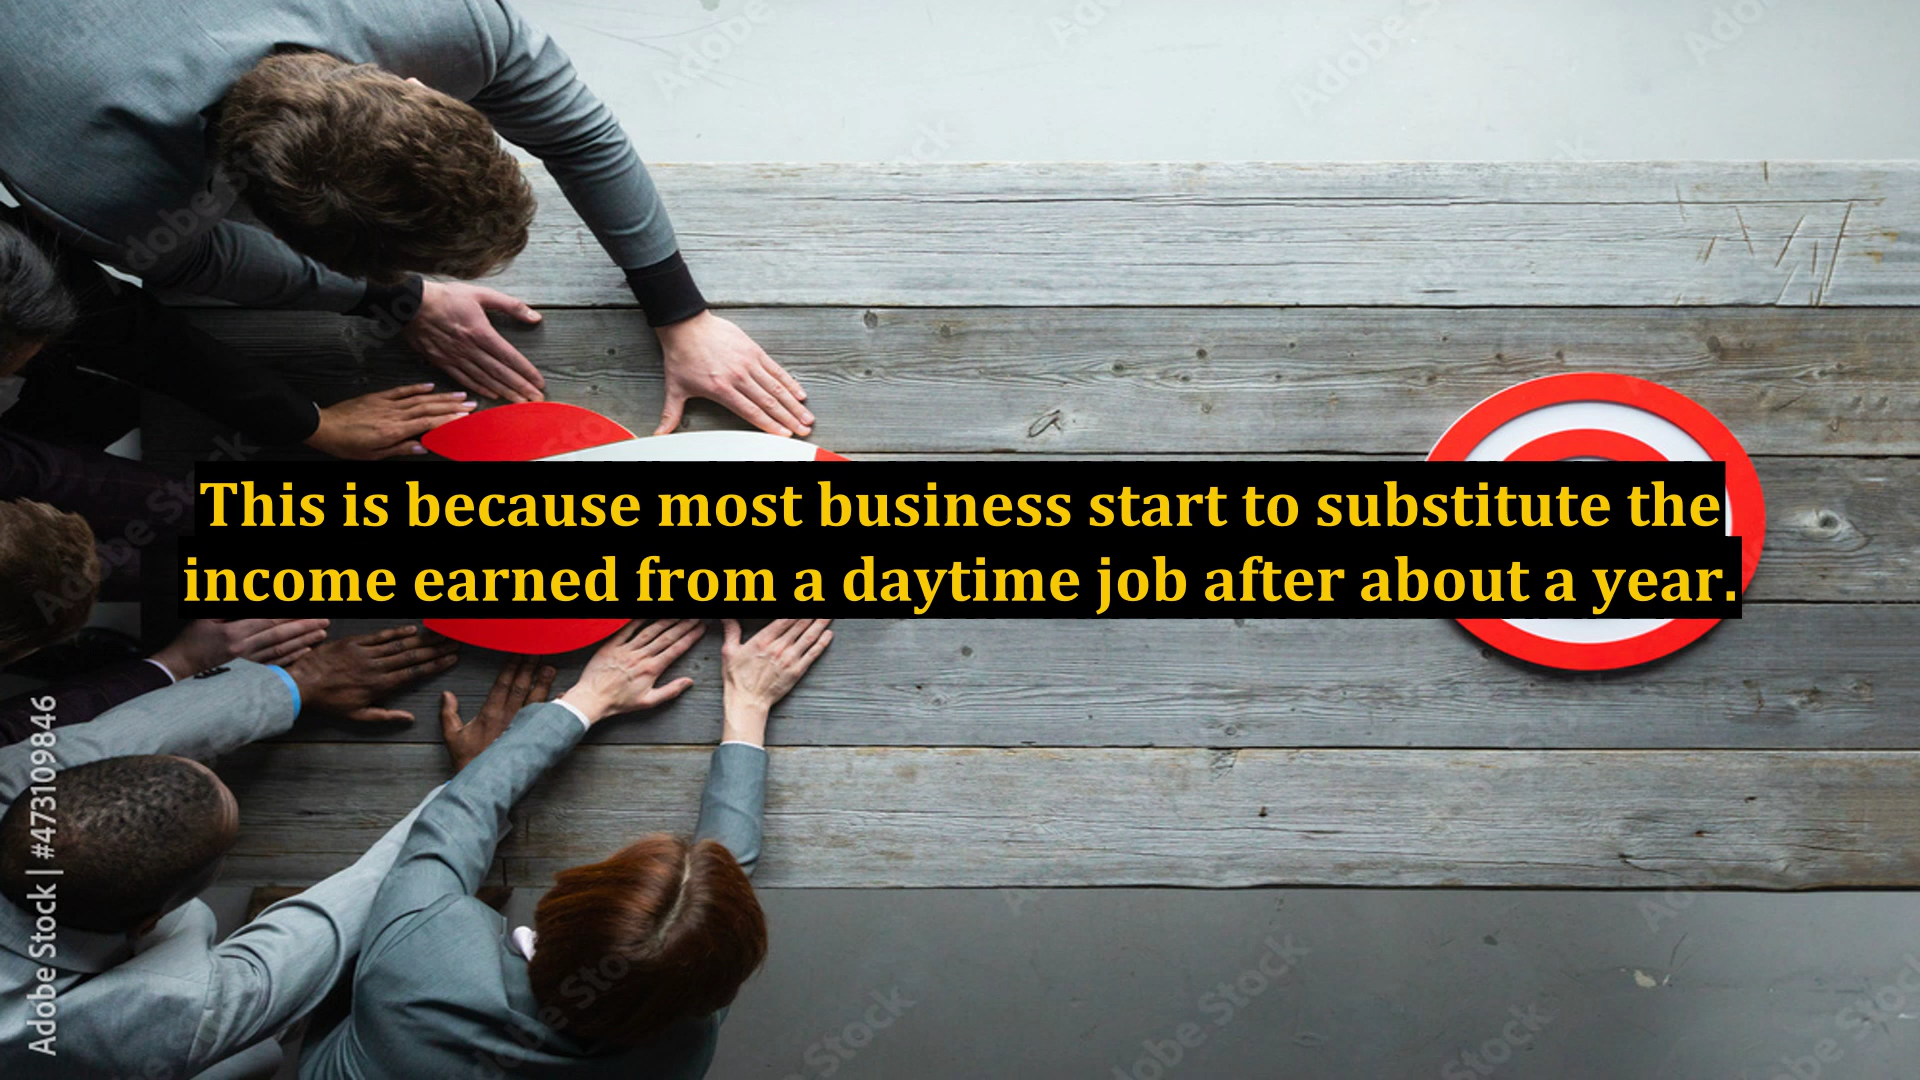 This is because most business start to substitute the
income earned from a daytime job after about a year.
Adobe Stock | #473109846